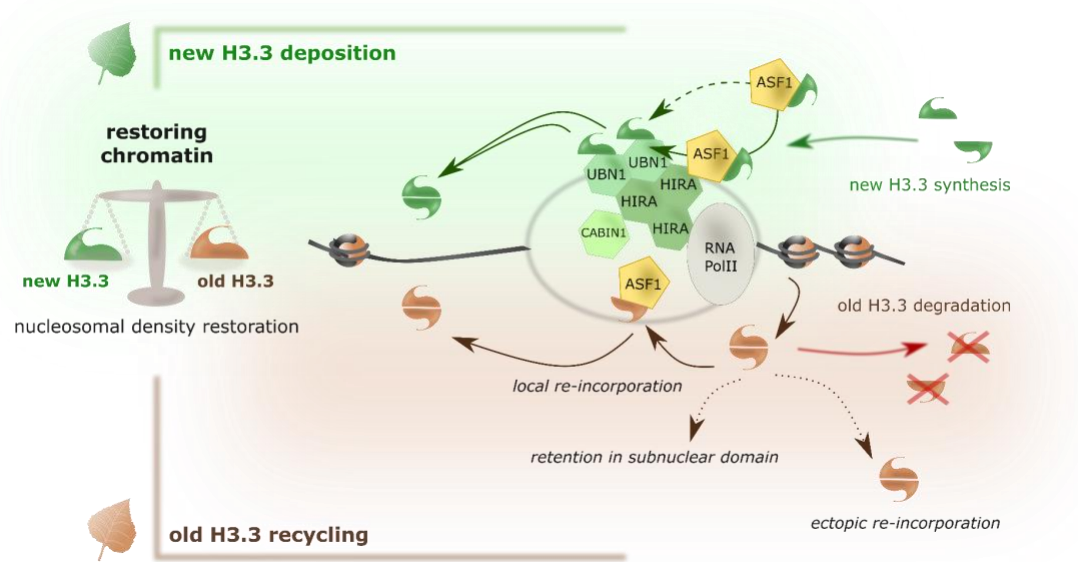 new H3.3 deposition
restoring
chromatin
new H3.3
old H3.3
nucleosomal density restoration
ASF1
ASF1
UBN1
UBN1
HIRA
HIRA
HIRA
CABIN1
RNA
PolII
ASF1
new H3.3 synthesis
old H3.3 degradation
local re-incorporation
retention in subnuclear domain
ectopic re-incorporation
old H3.3 recycling